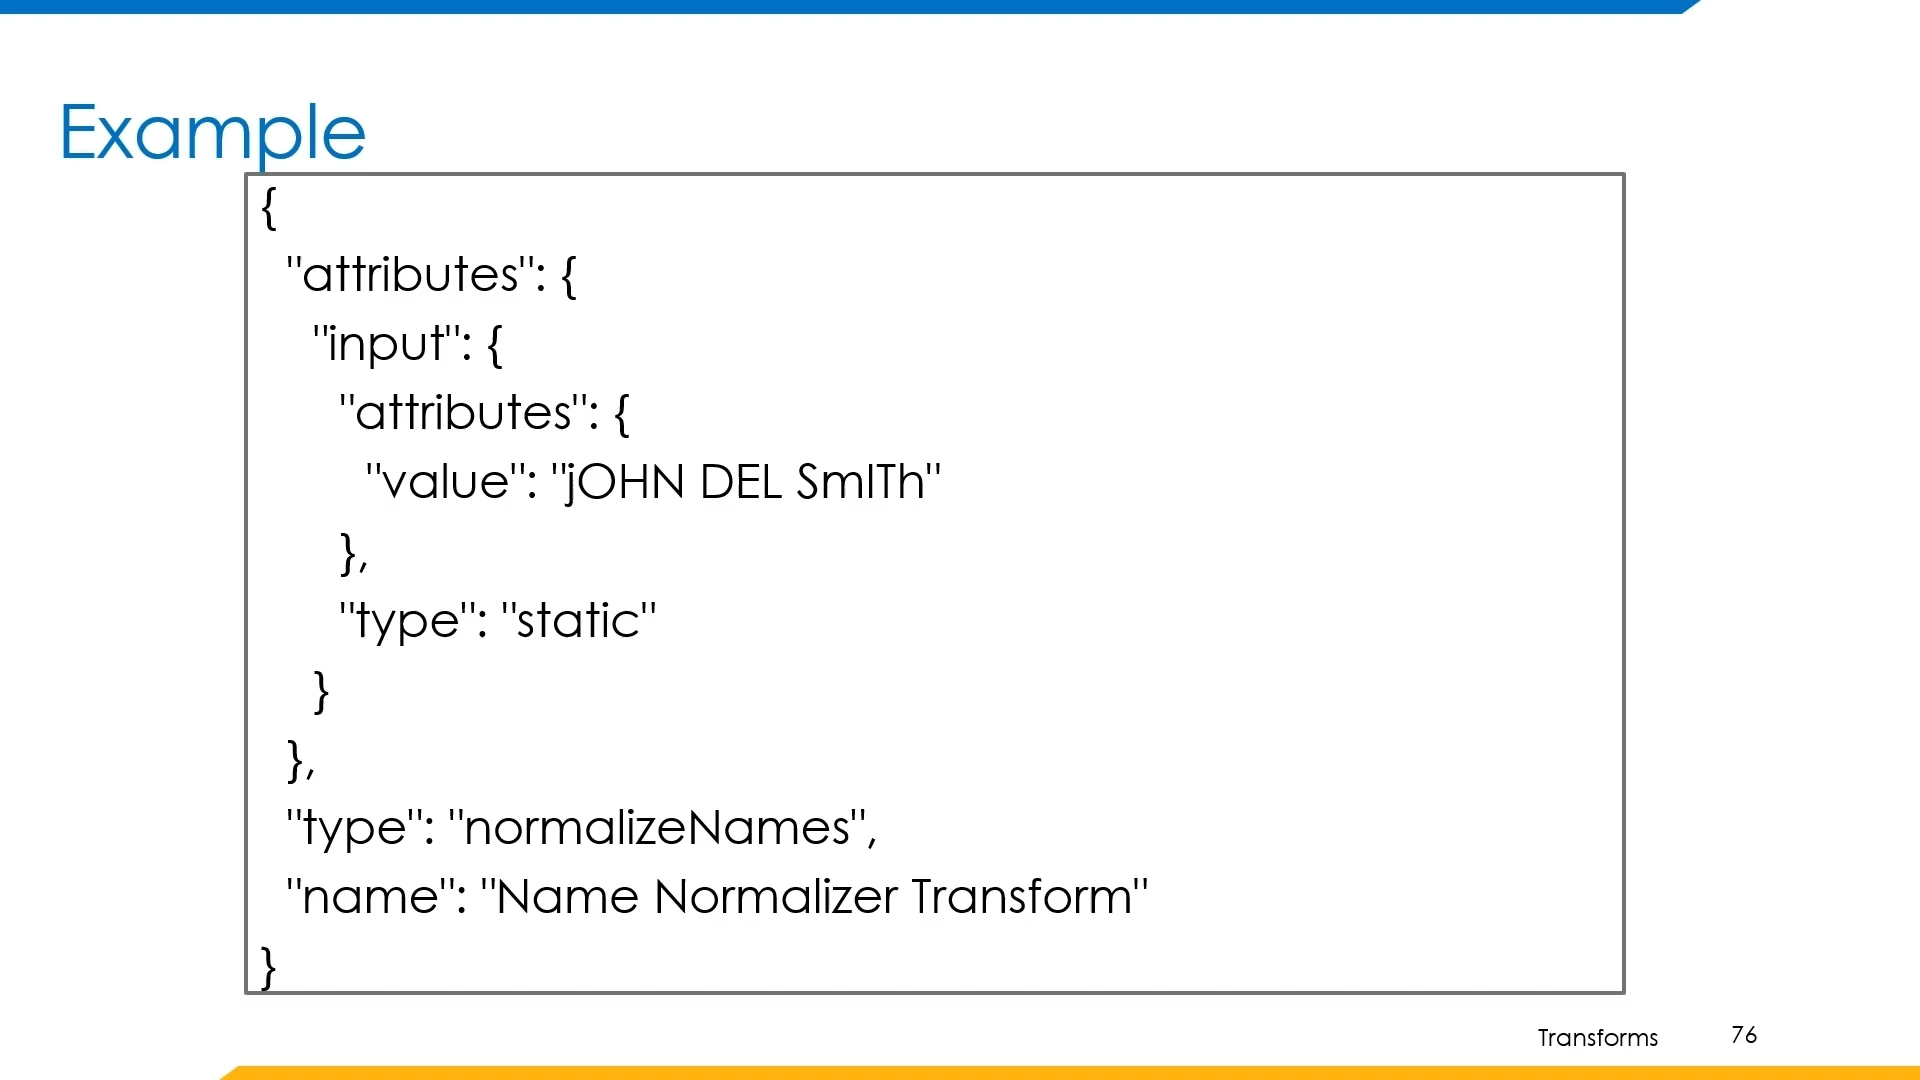 Example
{
"attributes": {
"input": {
"attributes": {
"value": "jOHN DEL SmITh"
},
"type": "static"
}
},
"type": "normalizeNames",
"name": "Name Normalizer Transform"
}
Transforms 76